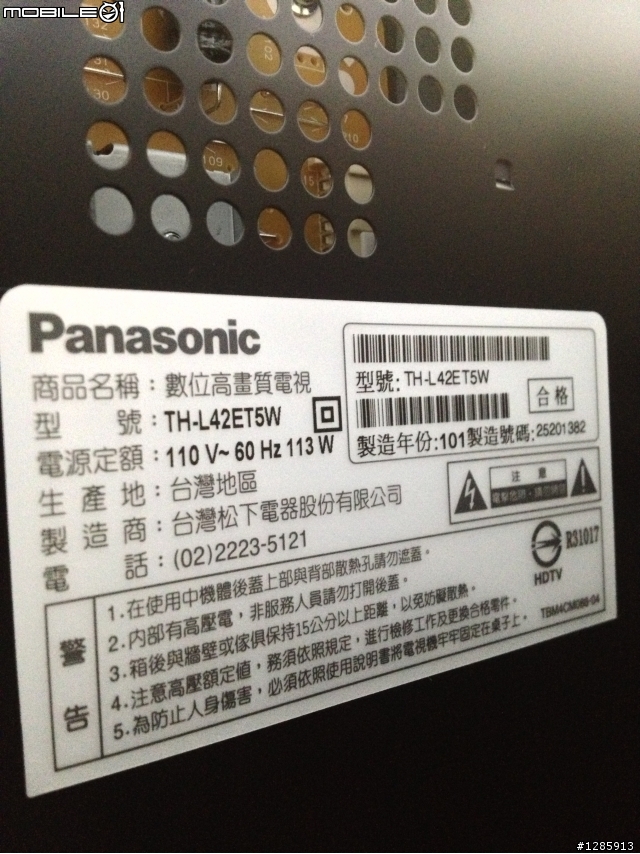 MOBILE01
132
31
130
109
15
210
Panasonic
商品名稱：數位高畫質電視
型　　號：TH-L42ET5W
電源定額：110 V~ 60 Hz 113 W
生 產 地：台灣地區
製 造 商：台灣松下電器股份有限公司
電　　話：(02)2223-5121
型號: TH-L42ET5W
合格
製造年份:101製造號碼:25201382
注 意
R31017
HDTV
TBM4CM086-04
警告
1.在使用中機體後蓋上部與背部散熱孔請勿遮蓋。
2.內部有高壓電，非服務人員請勿打開後蓋。
3.箱後與牆壁或傢俱保持15公分以上距離，以免妨礙散熱。
4.注意高壓額定值，務須依照規定，進行檢修工作及更換合格零件。
5.為防止人身傷害，必須依照使用說明書將電視機牢牢固定在桌子上。
#1285913